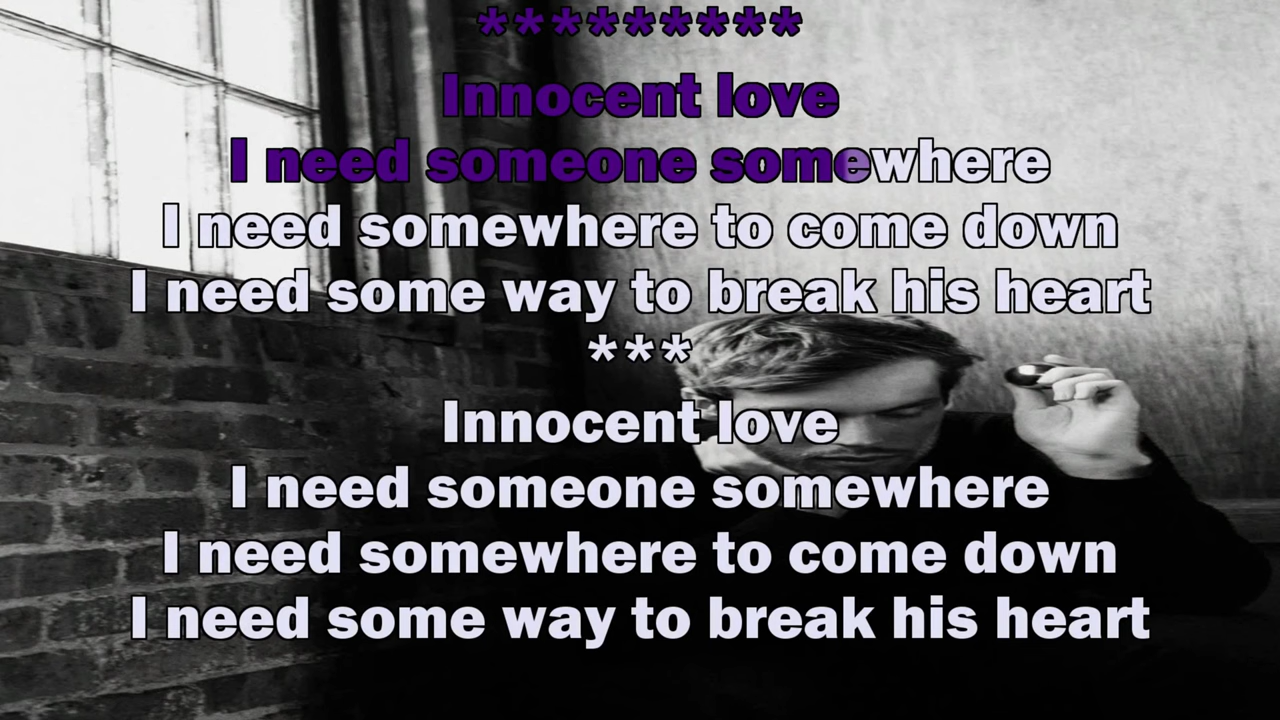 *********
Innocent love
I need someone somewhere
I need somewhere to come down
I need some way to break his heart
***
Innocent love
I need someone somewhere
I need somewhere to come down
I need some way to break his heart